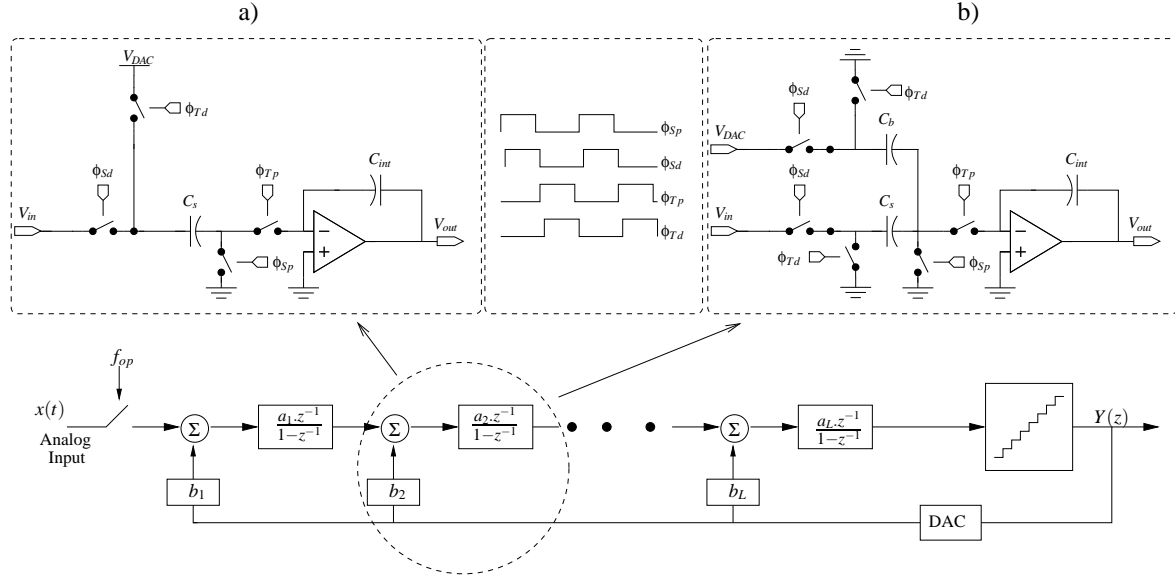 a)
b)
V_DAC
ϕ_Td
ϕ_Sd
ϕ_Tp
C_int
C_s
V_in
V_out
ϕ_Sp
ϕ_Sp
ϕ_Sd
ϕ_Tp
ϕ_Td
ϕ_Sd
ϕ_Td
C_b
V_DAC
ϕ_Sd
ϕ_Tp
C_int
C_s
V_in
V_out
ϕ_Td
ϕ_Sp
f_op
x(t)
Analog
Input
Σ
a_1.z^−1
1−z^−1
Σ
a_2.z^−1
1−z^−1
Σ
a_L.z^−1
1−z^−1
Y(z)
b_1
b_2
b_L
DAC